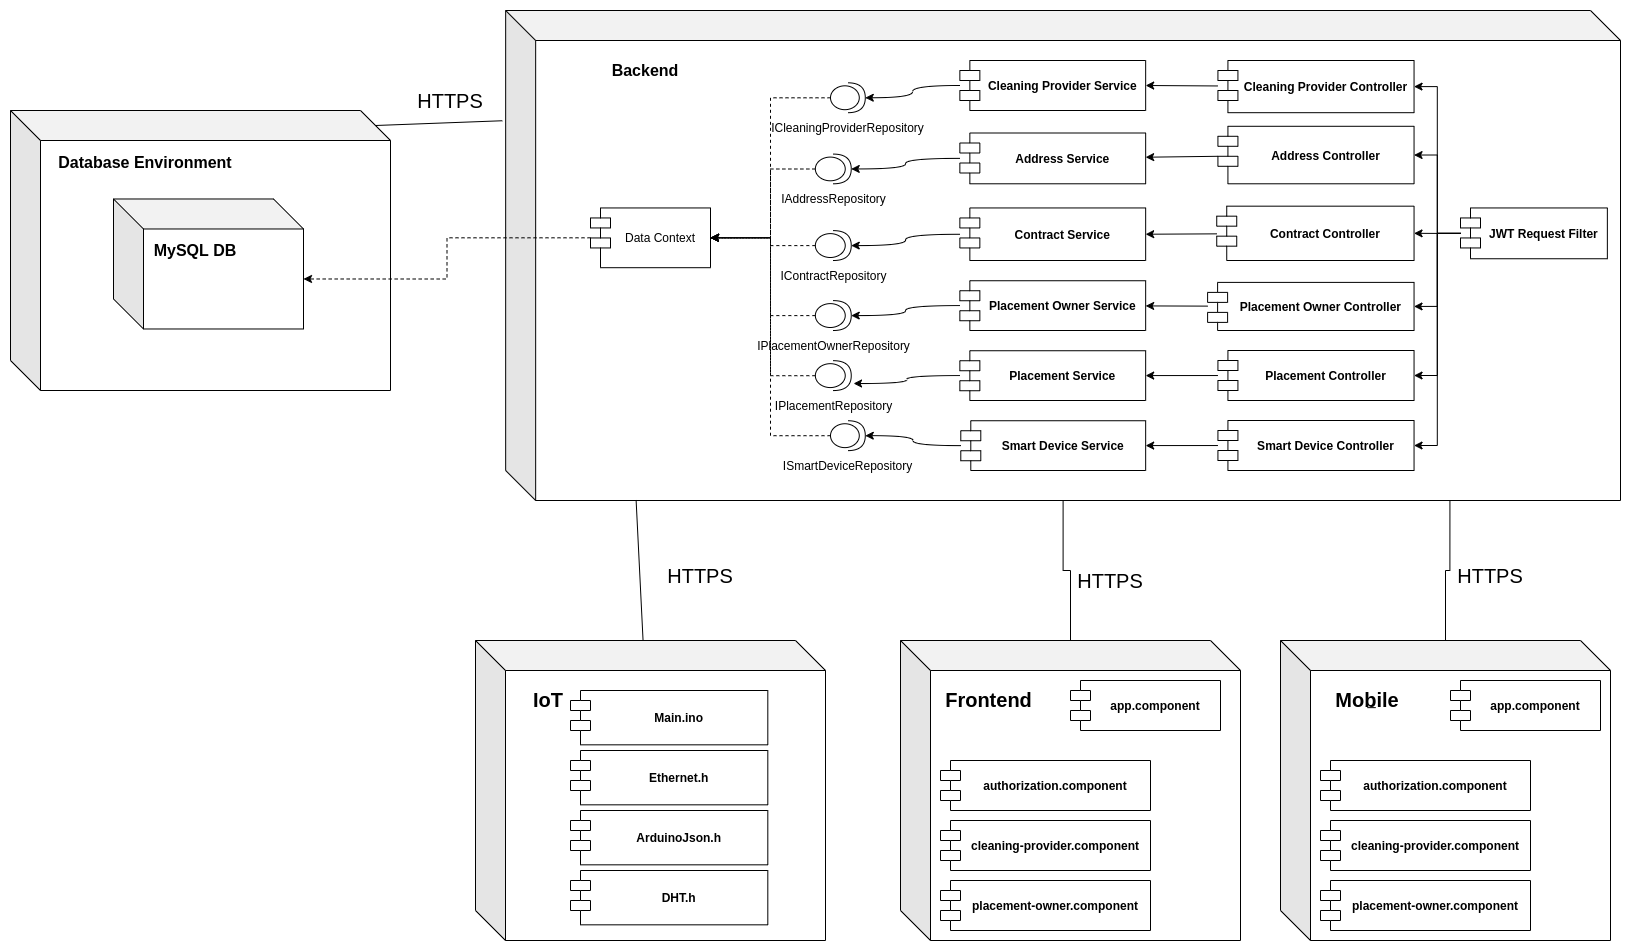 HTTPS
Database Environment
MySQL DB
Backend
ICleaningProviderRepository
Cleaning Provider Service
Cleaning Provider Controller
IAddressRepository
Address Service
Address Controller
Data Context
IContractRepository
Contract Service
Contract Controller
JWT Request Filter
IPlacementOwnerRepository
Placement Owner Service
Placement Owner Controller
IPlacementRepository
Placement Service
Placement Controller
ISmartDeviceRepository
Smart Device Service
Smart Device Controller
HTTPS
HTTPS
HTTPS
IoT
Main.ino
Ethernet.h
ArduinoJson.h
DHT.h
Frontend
app.component
authorization.component
cleaning-provider.component
placement-owner.component
Mobile
app.component
authorization.component
cleaning-provider.component
placement-owner.component